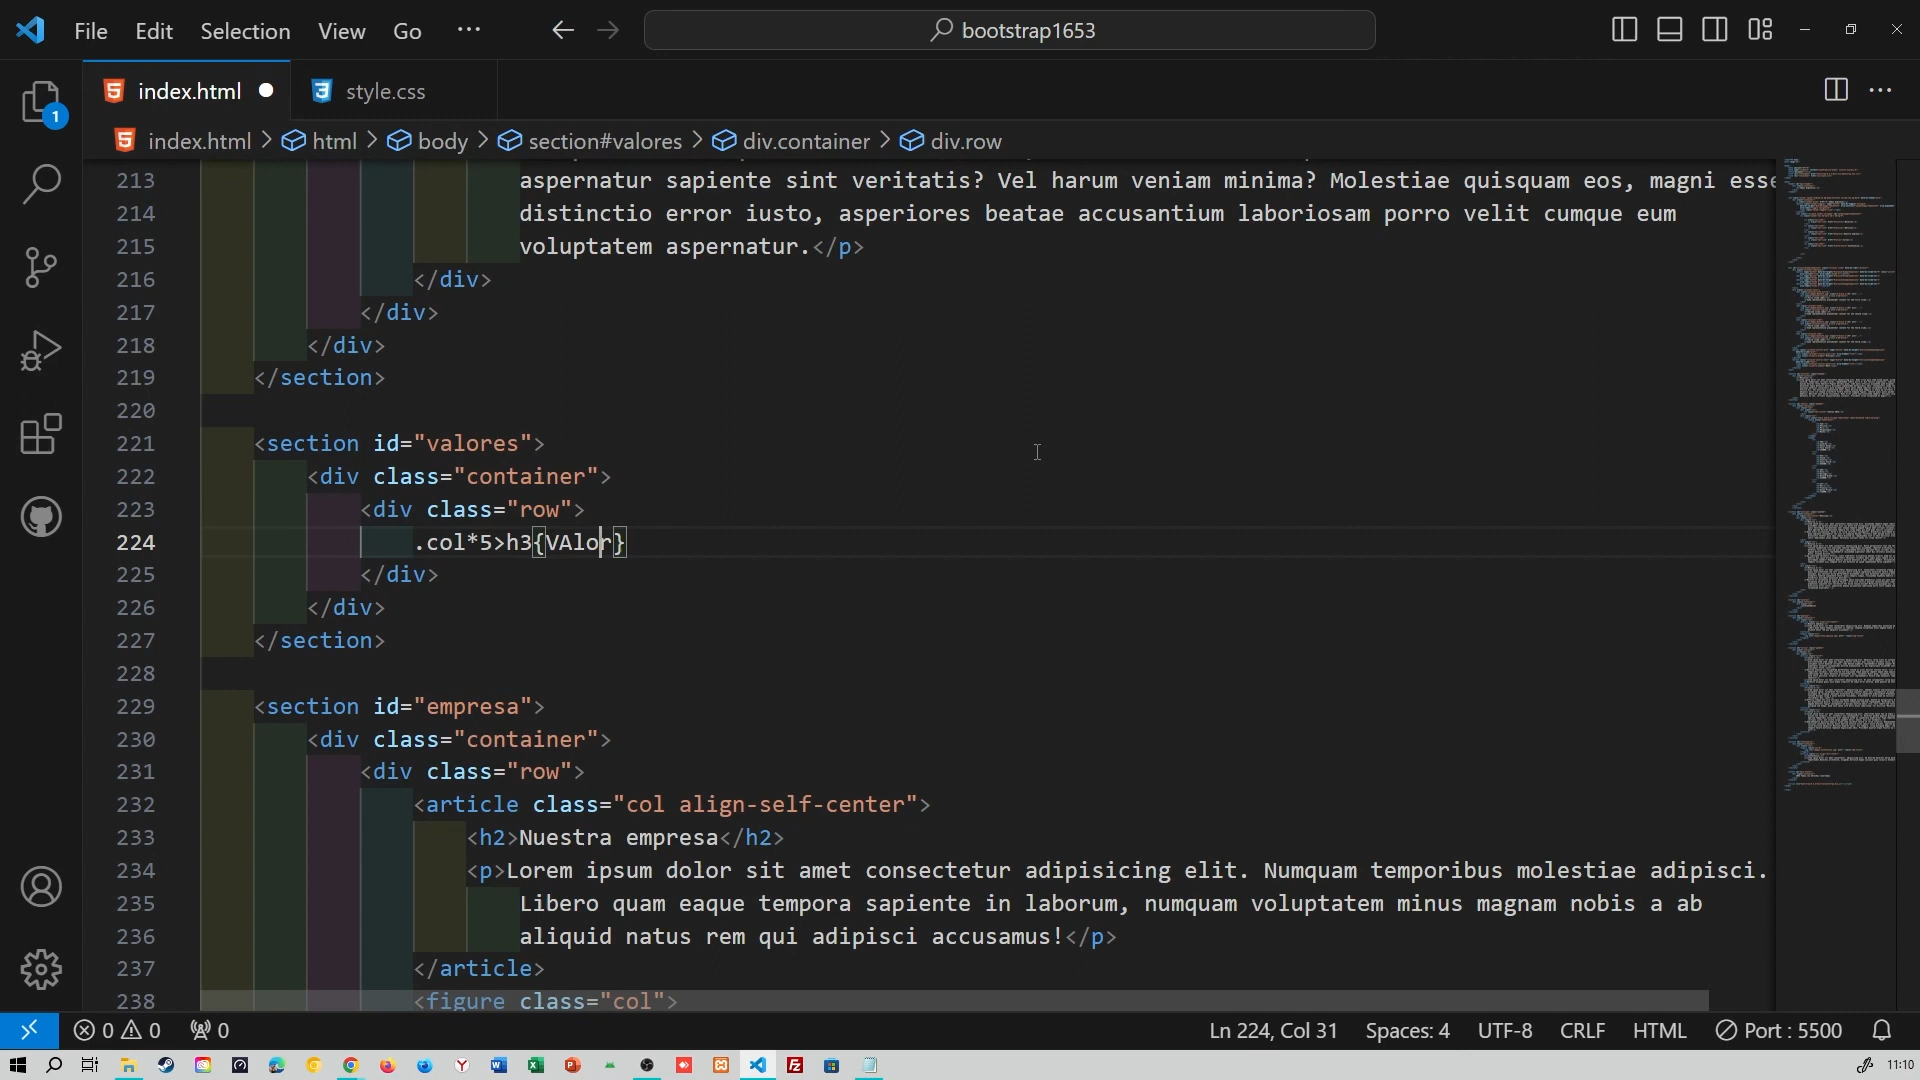 File Edit Selection View Go ··· bootstrap1653
index.html style.css
index.html > html > body > section#valores > div.container > div.row
1
213 aspernatur sapiente sint veritatis? Vel harum veniam minima? Molestiae quisquam eos, magni esse
214 distinctio error iusto, asperiores beatae accusantium laboriosam porro velit cumque eum
215 voluptatem aspernatur.</p>
216 </div>
217 </div>
218 </div>
219 </section>
220
221 <section id="valores">
222 <div class="container">
223 <div class="row">
224 .col*5>h3{VAlor}
225 </div>
226 </div>
227 </section>
228
229 <section id="empresa">
230 <div class="container">
231 <div class="row">
232 <article class="col align-self-center">
233 <h2>Nuestra empresa</h2>
234 <p>Lorem ipsum dolor sit amet consectetur adipisicing elit. Numquam temporibus molestiae adipisci.
235 Libero quam eaque tempora sapiente in laborum, numquam voluptatem minus magnam nobis a ab
236 aliquid natus rem qui adipisci accusamus!</p>
237 </article>
238 <figure class="col">
0 0 0 Ln 224, Col 31 Spaces: 4 UTF-8 CRLF HTML Port : 5500
11:10